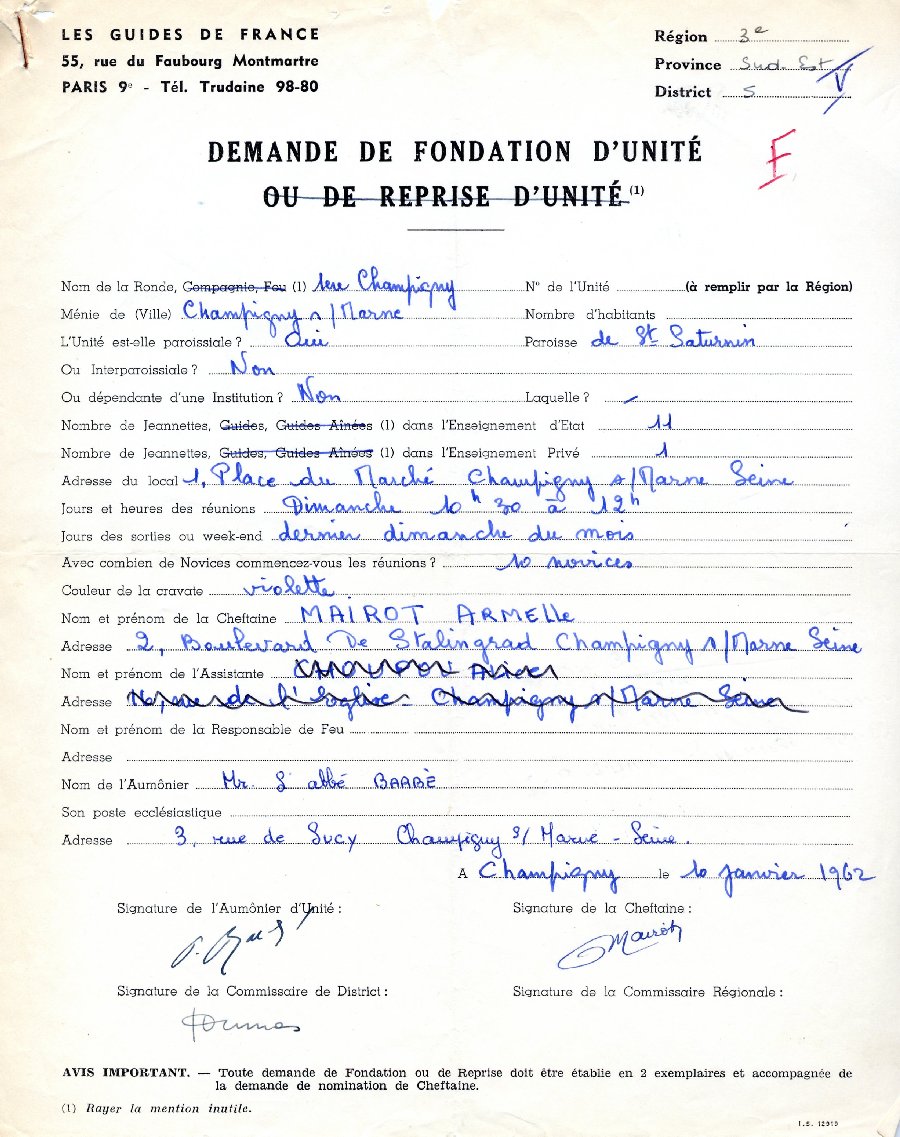 LES GUIDES DE FRANCE
55, rue du Faubourg Montmartre
PARIS 9e - Tél. Trudaine 98-80
Région 3e
Province Sud Est
District 5
V
DEMANDE DE FONDATION D'UNITÉ
OU DE REPRISE D'UNITÉ (1)
F
Nom de la Ronde, Compagnie, Feu (1) 1ere Champigny N° de l'Unité (à remplir par la Région)
Ménie de (Ville) Champigny s/Marne Nombre d'habitants
L'Unité est-elle paroissiale ? Oui Paroisse de St Saturnin
Ou Interparoissiale ? Non
Ou dépendante d'une Institution ? Non Laquelle ? –
Nombre de Jeannettes, Guides, Guides Aînées (1) dans l'Enseignement d'Etat 11
Nombre de Jeannettes, Guides, Guides Aînées (1) dans l'Enseignement Privé 1
Adresse du local 1, Place du Marché Champigny s/Marne Seine
Jours et heures des réunions Dimanche 10h 30 à 12h
Jours des sorties ou week-end dernier dimanche du mois
Avec combien de Novices commencez-vous les réunions ? 10 novices
Couleur de la cravate violette
Nom et prénom de la Cheftaine MAIROT ARMELLE
Adresse 2, Boulevard De Stalingrad Champigny s/Marne Seine
Nom et prénom de l'Assistante
Adresse rue de l'Eglise - Champigny s/Marne Seine
Nom et prénom de la Responsable de Feu
Adresse
Nom de l'Aumônier Mr. l'abbé BARBÈ
Son poste ecclésiastique
Adresse 3, rue de Sucy Champigny s/Marne - Seine.
A Champigny le 10 janvier 1962
Signature de l'Aumônier d'Unité :
Signature de la Cheftaine :
Mairot
Signature de la Commissaire de District :
Signature de la Commissaire Régionale :
AVIS IMPORTANT. — Toute demande de Fondation ou de Reprise doit être établie en 2 exemplaires et accompagnée de
la demande de nomination de Cheftaine.
(1) Rayer la mention inutile.